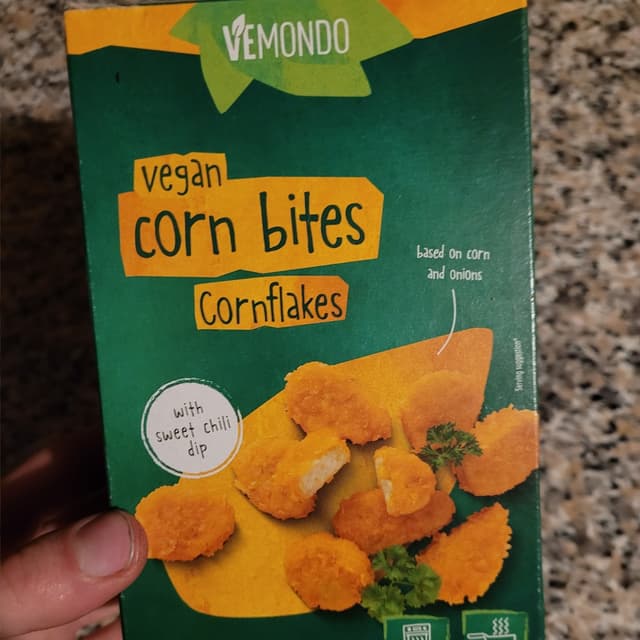 VEMONDO
vegan
corn bites
Cornflakes
based on corn
and onions
Serving suggestion*
with
sweet chili
dip